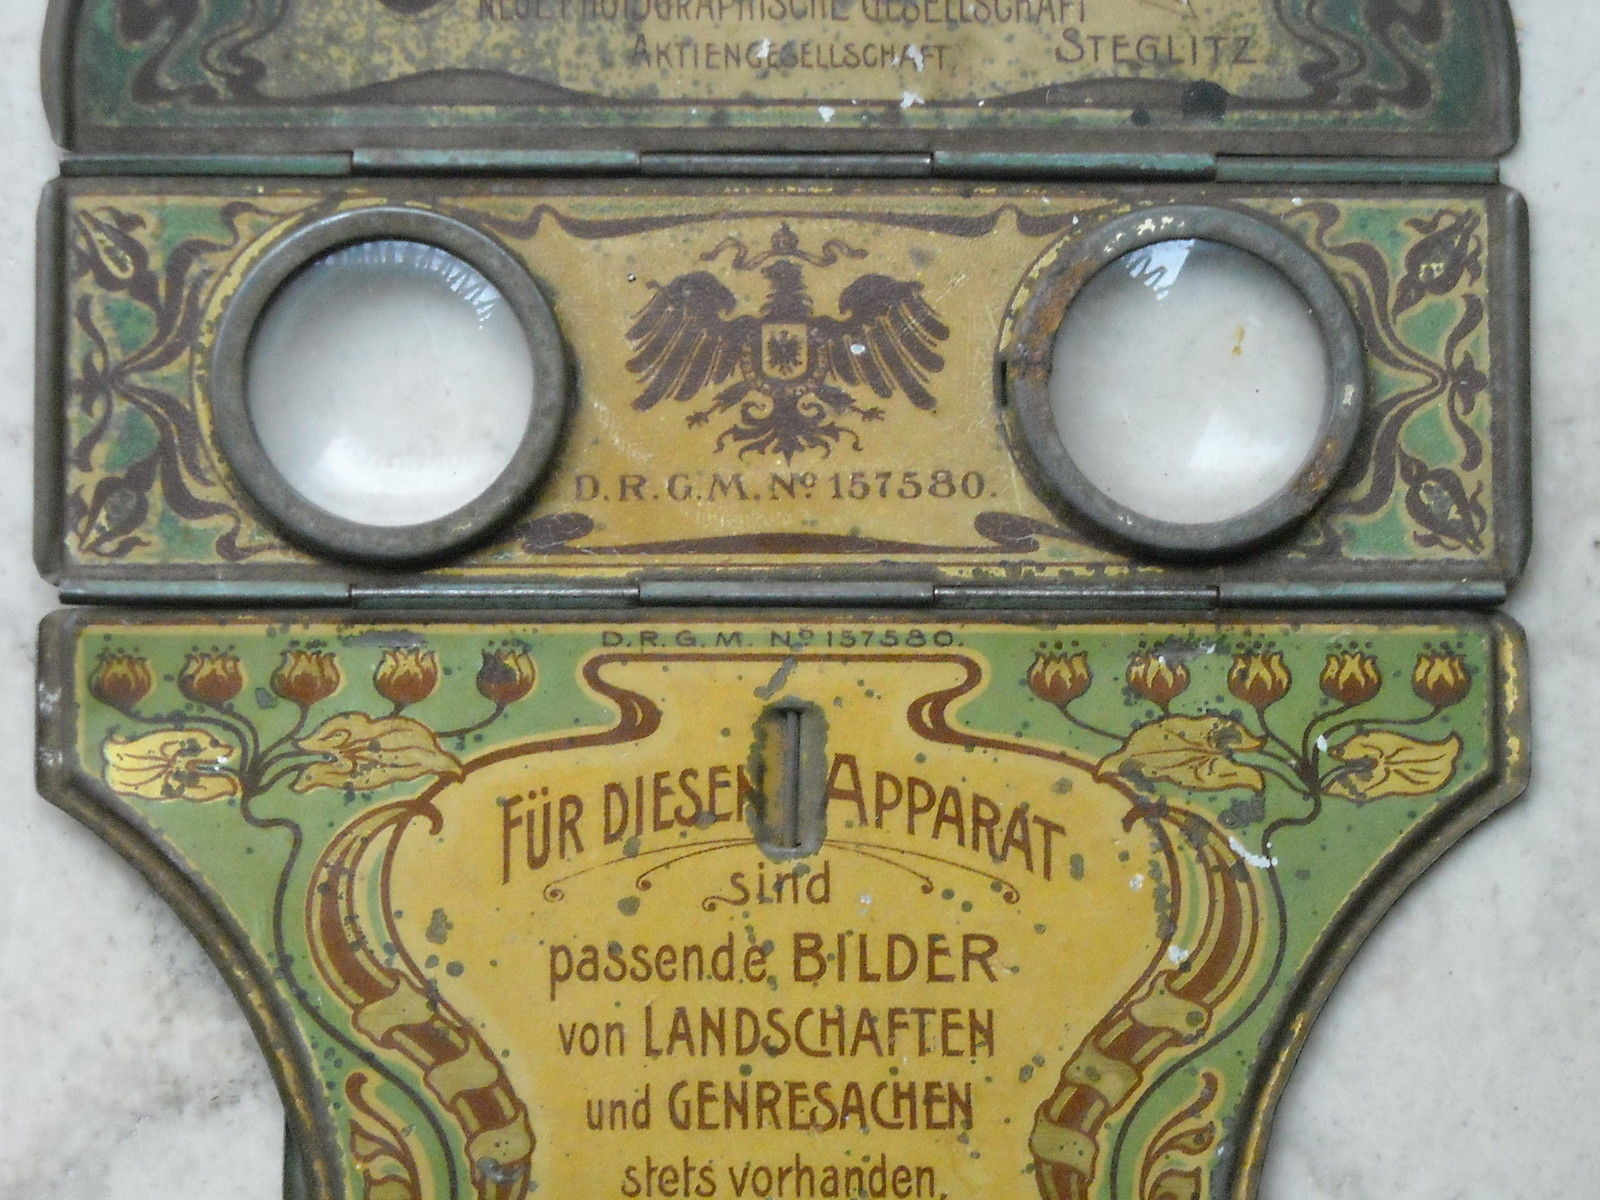 NEUE PHOTOGRAPHISCHE GESELLSCHAFT
AKTIENGESELLSCHAFT, STEGLITZ
D.R.G.M. No 157580.
D.R.G.M. No 157580.
FÜR DIESEN APPARAT
sind
passende BILDER
von LANDSCHAFTEN
und GENRESACHEN
stets vorhanden.